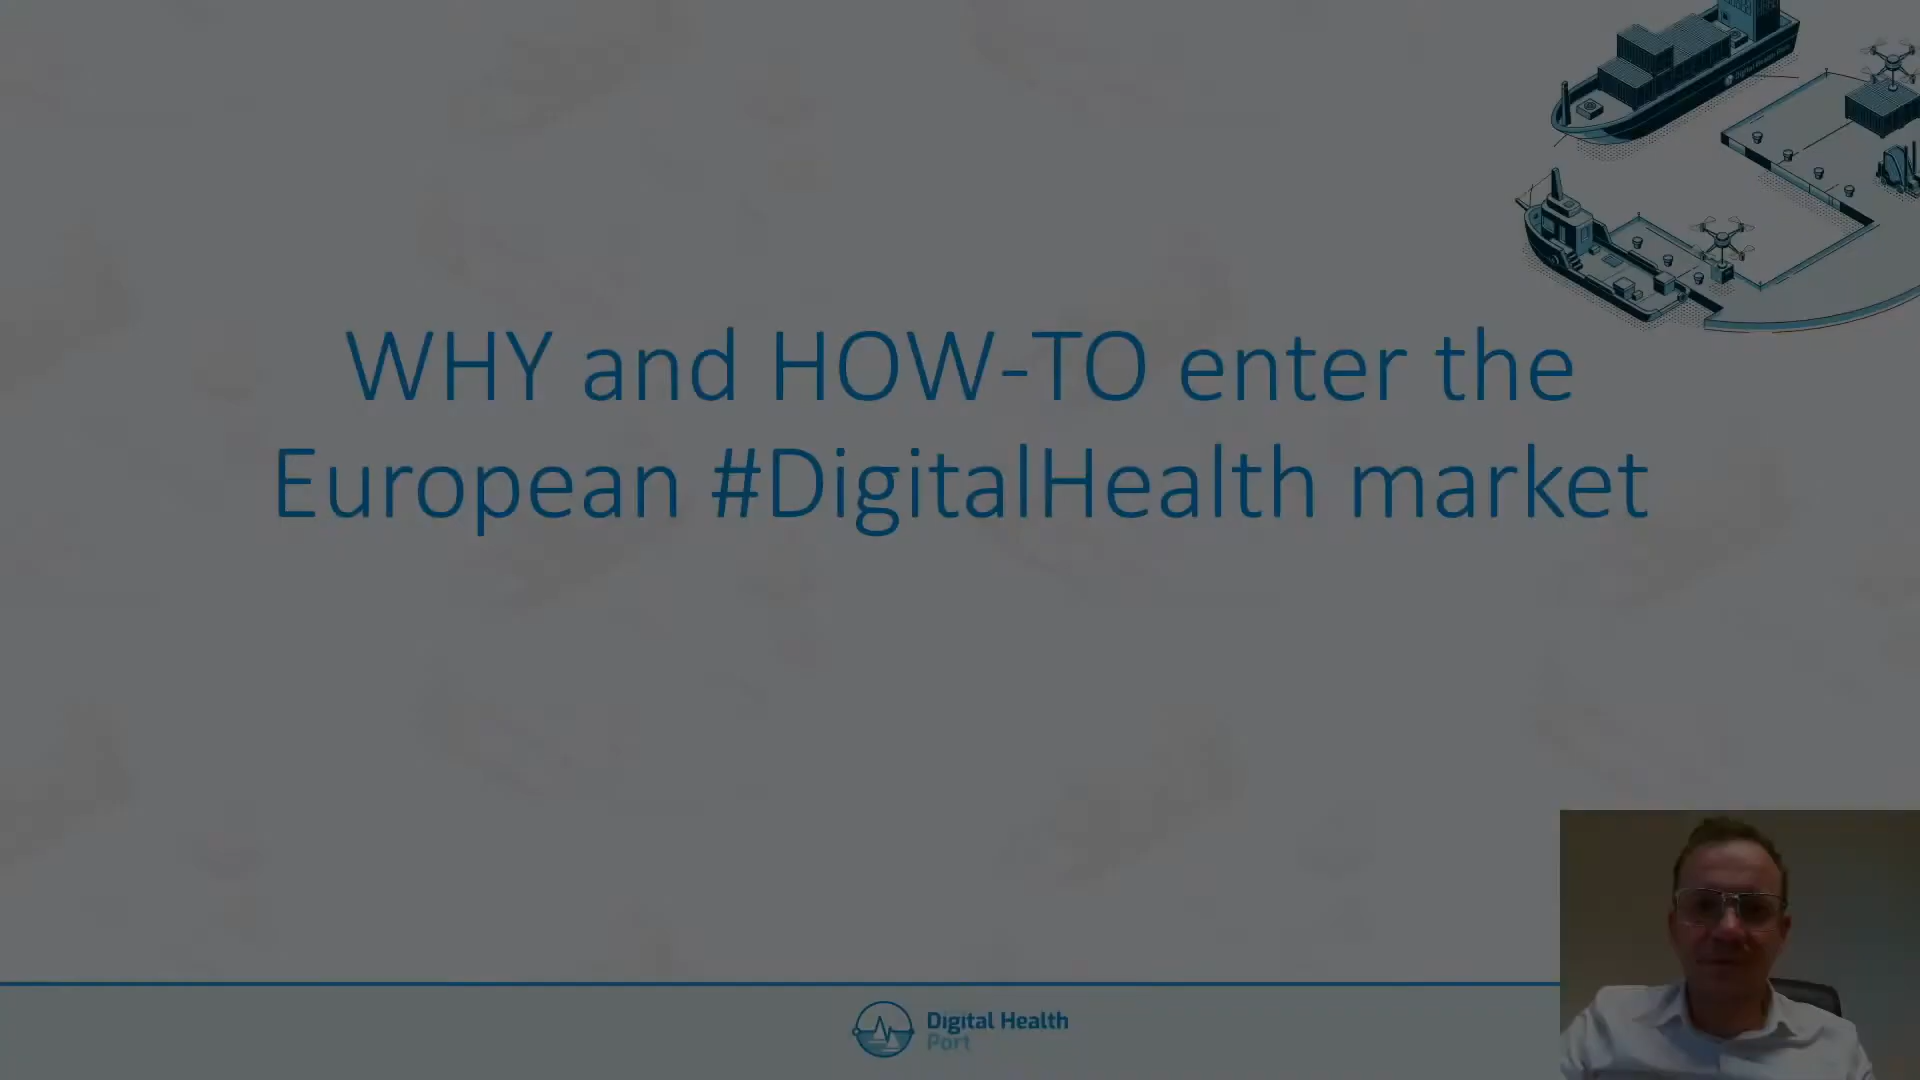 WHY and HOW-TO enter the
European #DigitalHealth market
Digital Health
Port